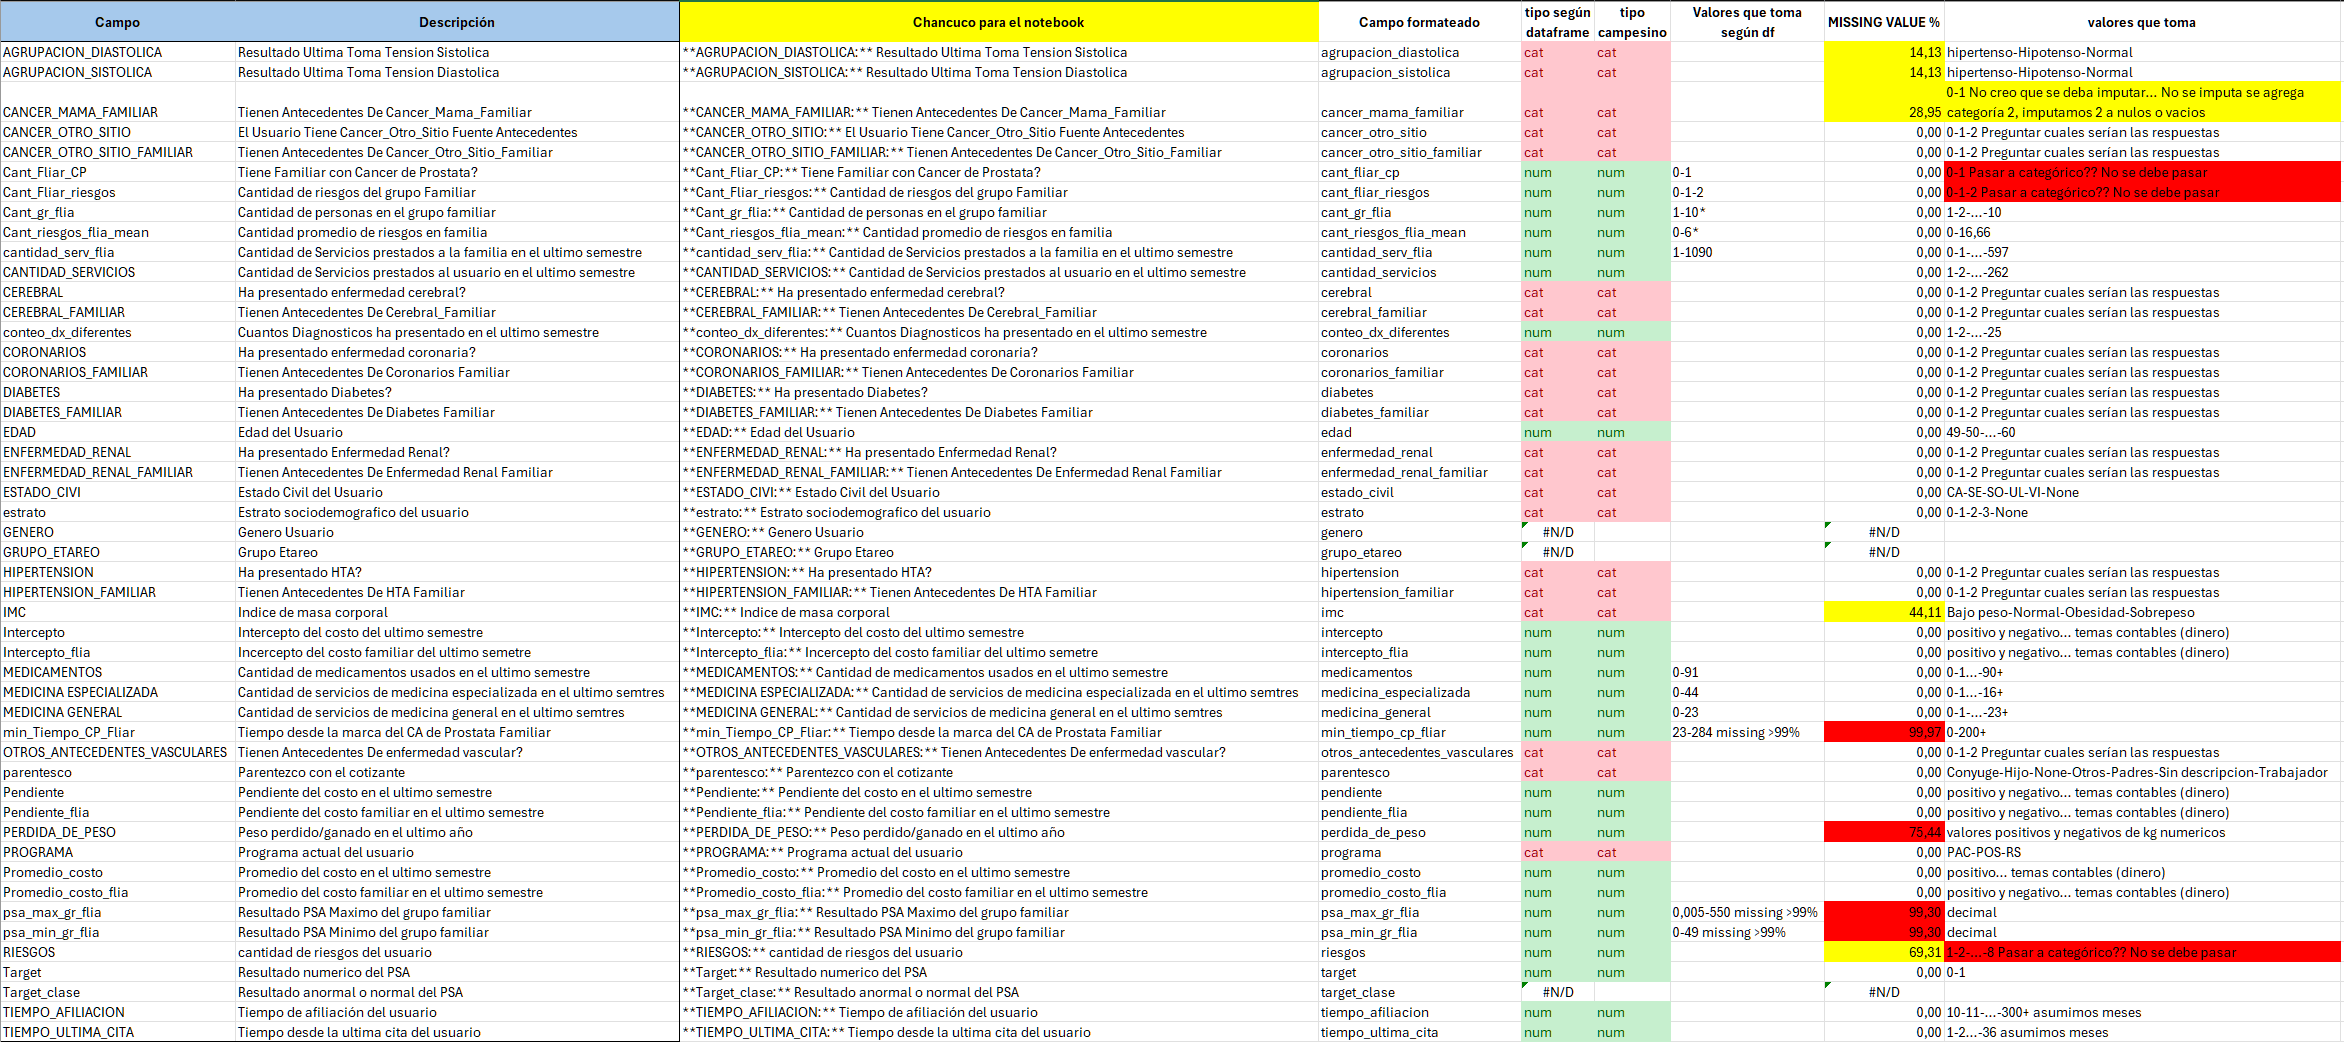 Campo Descripción Chancuco para el notebook Campo formateado tipo según dataframe tipo campesino Valores que toma según df MISSING VALUE % valores que toma
AGRUPACION_DIASTOLICA Resultado Ultima Toma Tension Sistolica **AGRUPACION_DIASTOLICA:** Resultado Ultima Toma Tension Sistolica agrupacion_diastolica cat cat 14,13 hipertenso-Hipotenso-Normal
AGRUPACION_SISTOLICA Resultado Ultima Toma Tension Diastolica **AGRUPACION_SISTOLICA:** Resultado Ultima Toma Tension Diastolica agrupacion_sistolica cat cat 14,13 hipertenso-Hipotenso-Normal
CANCER_MAMA_FAMILIAR Tienen Antecedentes De Cancer_Mama_Familiar **CANCER_MAMA_FAMILIAR:** Tienen Antecedentes De Cancer_Mama_Familiar cancer_mama_familiar cat cat 28,95 0-1 No creo que se deba imputar... No se imputa se agrega categoría 2, imputamos 2 a nulos o vacios
CANCER_OTRO_SITIO El Usuario Tiene Cancer_Otro_Sitio Fuente Antecedentes **CANCER_OTRO_SITIO:** El Usuario Tiene Cancer_Otro_Sitio Fuente Antecedentes cancer_otro_sitio cat cat 0,00 0-1-2 Preguntar cuales serían las respuestas
CANCER_OTRO_SITIO_FAMILIAR Tienen Antecedentes De Cancer_Otro_Sitio_Familiar **CANCER_OTRO_SITIO_FAMILIAR:** Tienen Antecedentes De Cancer_Otro_Sitio_Familiar cancer_otro_sitio_familiar cat cat 0,00 0-1-2 Preguntar cuales serían las respuestas
Cant_Fliar_CP Tiene Familiar con Cancer de Prostata? **Cant_Fliar_CP:** Tiene Familiar con Cancer de Prostata? cant_fliar_cp num num 0-1 0,00 0-1 Pasar a categórico?? No se debe pasar
Cant_Fliar_riesgos Cantidad de riesgos del grupo Familiar **Cant_Fliar_riesgos:** Cantidad de riesgos del grupo Familiar cant_fliar_riesgos num num 0-1-2 0,00 0-1-2 Pasar a categórico?? No se debe pasar
Cant_gr_flia Cantidad de personas en el grupo familiar **Cant_gr_flia:** Cantidad de personas en el grupo familiar cant_gr_flia num num 1-10* 0,00 1-2-...-10
Cant_riesgos_flia_mean Cantidad promedio de riesgos en familia **Cant_riesgos_flia_mean:** Cantidad promedio de riesgos en familia cant_riesgos_flia_mean num num 0-6* 0,00 0-16,66
cantidad_serv_flia Cantidad de Servicios prestados a la familia en el ultimo semestre **cantidad_serv_flia:** Cantidad de Servicios prestados a la familia en el ultimo semestre cantidad_serv_flia num num 1-1090 0,00 0-1-...-597
CANTIDAD_SERVICIOS Cantidad de Servicios prestados al usuario en el ultimo semestre **CANTIDAD_SERVICIOS:** Cantidad de Servicios prestados al usuario en el ultimo semestre cantidad_servicios num num 0,00 1-2-...-262
CEREBRAL Ha presentado enfermedad cerebral? **CEREBRAL:** Ha presentado enfermedad cerebral? cerebral cat cat 0,00 0-1-2 Preguntar cuales serían las respuestas
CEREBRAL_FAMILIAR Tienen Antecedentes De Cerebral_Familiar **CEREBRAL_FAMILIAR:** Tienen Antecedentes De Cerebral_Familiar cerebral_familiar cat cat 0,00 0-1-2 Preguntar cuales serían las respuestas
conteo_dx_diferentes Cuantos Diagnosticos ha presentado en el ultimo semestre **conteo_dx_diferentes:** Cuantos Diagnosticos ha presentado en el ultimo semestre conteo_dx_diferentes num num 0,00 1-2-...-25
CORONARIOS Ha presentado enfermedad coronaria? **CORONARIOS:** Ha presentado enfermedad coronaria? coronarios cat cat 0,00 0-1-2 Preguntar cuales serían las respuestas
CORONARIOS_FAMILIAR Tienen Antecedentes De Coronarios Familiar **CORONARIOS_FAMILIAR:** Tienen Antecedentes De Coronarios Familiar coronarios_familiar cat cat 0,00 0-1-2 Preguntar cuales serían las respuestas
DIABETES Ha presentado Diabetes? **DIABETES:** Ha presentado Diabetes? diabetes cat cat 0,00 0-1-2 Preguntar cuales serían las respuestas
DIABETES_FAMILIAR Tienen Antecedentes De Diabetes Familiar **DIABETES_FAMILIAR:** Tienen Antecedentes De Diabetes Familiar diabetes_familiar cat cat 0,00 0-1-2 Preguntar cuales serían las respuestas
EDAD Edad del Usuario **EDAD:** Edad del Usuario edad num num 0,00 49-50-...-60
ENFERMEDAD_RENAL Ha presentado Enfermedad Renal? **ENFERMEDAD_RENAL:** Ha presentado Enfermedad Renal? enfermedad_renal cat cat 0,00 0-1-2 Preguntar cuales serían las respuestas
ENFERMEDAD_RENAL_FAMILIAR Tienen Antecedentes De Enfermedad Renal Familiar **ENFERMEDAD_RENAL_FAMILIAR:** Tienen Antecedentes De Enfermedad Renal Familiar enfermedad_renal_familiar cat cat 0,00 0-1-2 Preguntar cuales serían las respuestas
ESTADO_CIVI Estado Civil del Usuario **ESTADO_CIVI:** Estado Civil del Usuario estado_civil cat cat 0,00 CA-SE-SO-UL-VI-None
estrato Estrato sociodemografico del usuario **estrato:** Estrato sociodemografico del usuario estrato cat cat 0,00 0-1-2-3-None
GENERO Genero Usuario **GENERO:** Genero Usuario genero #N/D #N/D
GRUPO_ETAREO Grupo Etareo **GRUPO_ETAREO:** Grupo Etareo grupo_etareo #N/D #N/D
HIPERTENSION Ha presentado HTA? **HIPERTENSION:** Ha presentado HTA? hipertension cat cat 0,00 0-1-2 Preguntar cuales serían las respuestas
HIPERTENSION_FAMILIAR Tienen Antecedentes De HTA Familiar **HIPERTENSION_FAMILIAR:** Tienen Antecedentes De HTA Familiar hipertension_familiar cat cat 0,00 0-1-2 Preguntar cuales serían las respuestas
IMC Indice de masa corporal **IMC:** Indice de masa corporal imc cat cat 44,11 Bajo peso-Normal-Obesidad-Sobrepeso
Intercepto Intercepto del costo del ultimo semestre **Intercepto:** Intercepto del costo del ultimo semestre intercepto num num 0,00 positivo y negativo... temas contables (dinero)
Intercepto_flia Incercepto del costo familiar del ultimo semetre **Intercepto_flia:** Incercepto del costo familiar del ultimo semetre intercepto_flia num num 0,00 positivo y negativo... temas contables (dinero)
MEDICAMENTOS Cantidad de medicamentos usados en el ultimo semestre **MEDICAMENTOS:** Cantidad de medicamentos usados en el ultimo semestre medicamentos num num 0-91 0,00 0-1...-90+
MEDICINA ESPECIALIZADA Cantidad de servicios de medicina especializada en el ultimo semtres **MEDICINA ESPECIALIZADA:** Cantidad de servicios de medicina especializada en el ultimo semtres medicina_especializada num num 0-44 0,00 0-1...-16+
MEDICINA GENERAL Cantidad de servicios de medicina general en el ultimo semtres **MEDICINA GENERAL:** Cantidad de servicios de medicina general en el ultimo semtres medicina_general num num 0-23 0,00 0-1-...-23+
min_Tiempo_CP_Fliar Tiempo desde la marca del CA de Prostata Familiar **min_Tiempo_CP_Fliar:** Tiempo desde la marca del CA de Prostata Familiar min_tiempo_cp_fliar num num 23-284 missing >99% 99,97 0-200+
OTROS_ANTECEDENTES_VASCULARES Tienen Antecedentes De enfermedad vascular? **OTROS_ANTECEDENTES_VASCULARES:** Tienen Antecedentes De enfermedad vascular? otros_antecedentes_vasculares cat cat 0,00 0-1-2 Preguntar cuales serían las respuestas
parentesco Parentezco con el cotizante **parentesco:** Parentezco con el cotizante parentesco cat cat 0,00 Conyuge-Hijo-None-Otros-Padres-Sin descripcion-Trabajador
Pendiente Pendiente del costo en el ultimo semestre **Pendiente:** Pendiente del costo en el ultimo semestre pendiente num num 0,00 positivo y negativo... temas contables (dinero)
Pendiente_flia Pendiente del costo familiar en el ultimo semestre **Pendiente_flia:** Pendiente del costo familiar en el ultimo semestre pendiente_flia num num 0,00 positivo y negativo... temas contables (dinero)
PERDIDA_DE_PESO Peso perdido/ganado en el ultimo año **PERDIDA_DE_PESO:** Peso perdido/ganado en el ultimo año perdida_de_peso num num 75,44 valores positivos y negativos de kg numericos
PROGRAMA Programa actual del usuario **PROGRAMA:** Programa actual del usuario programa cat cat 0,00 PAC-POS-RS
Promedio_costo Promedio del costo en el ultimo semestre **Promedio_costo:** Promedio del costo en el ultimo semestre promedio_costo num num 0,00 positivo... temas contables (dinero)
Promedio_costo_flia Promedio del costo familiar en el ultimo semestre **Promedio_costo_flia:** Promedio del costo familiar en el ultimo semestre promedio_costo_flia num num 0,00 positivo y negativo... temas contables (dinero)
psa_max_gr_flia Resultado PSA Maximo del grupo familiar **psa_max_gr_flia:** Resultado PSA Maximo del grupo familiar psa_max_gr_flia num num 0,005-550 missing >99% 99,30 decimal
psa_min_gr_flia Resultado PSA Minimo del grupo familiar **psa_min_gr_flia:** Resultado PSA Minimo del grupo familiar psa_min_gr_flia num num 0-49 missing >99% 99,30 decimal
RIESGOS cantidad de riesgos del usuario **RIESGOS:** cantidad de riesgos del usuario riesgos num num 69,31 1-2-...-8 Pasar a categórico?? No se debe pasar
Target Resultado numerico del PSA **Target:** Resultado numerico del PSA target num num 0,00 0-1
Target_clase Resultado anormal o normal del PSA **Target_clase:** Resultado anormal o normal del PSA target_clase #N/D #N/D
TIEMPO_AFILIACION Tiempo de afiliación del usuario **TIEMPO_AFILIACION:** Tiempo de afiliación del usuario tiempo_afiliacion num num 0,00 10-11-...-300+ asumimos meses
TIEMPO_ULTIMA_CITA Tiempo desde la ultima cita del usuario **TIEMPO_ULTIMA_CITA:** Tiempo desde la ultima cita del usuario tiempo_ultima_cita num num 0,00 1-2...-36 asumimos meses